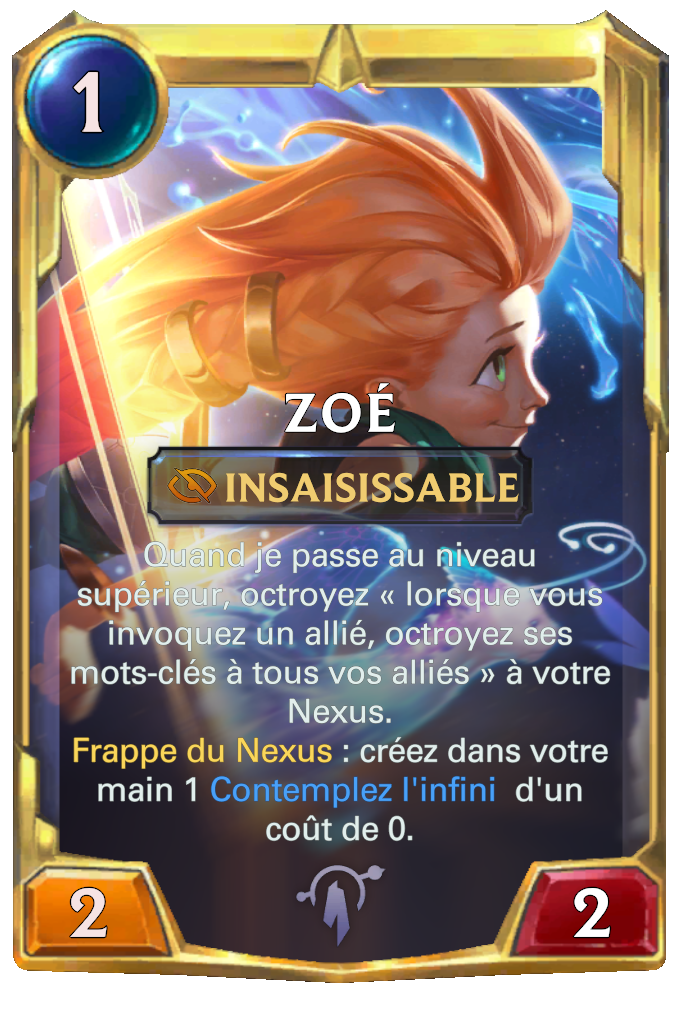 1
ZOÉ
INSAISISSABLE
Quand je passe au niveau
supérieur, octroyez « lorsque vous
invoquez un allié, octroyez ses
mots-clés à tous vos alliés » à votre
Nexus.
Frappe du Nexus : créez dans votre
main 1 Contemplez l'infini d'un
coût de 0.
2
2